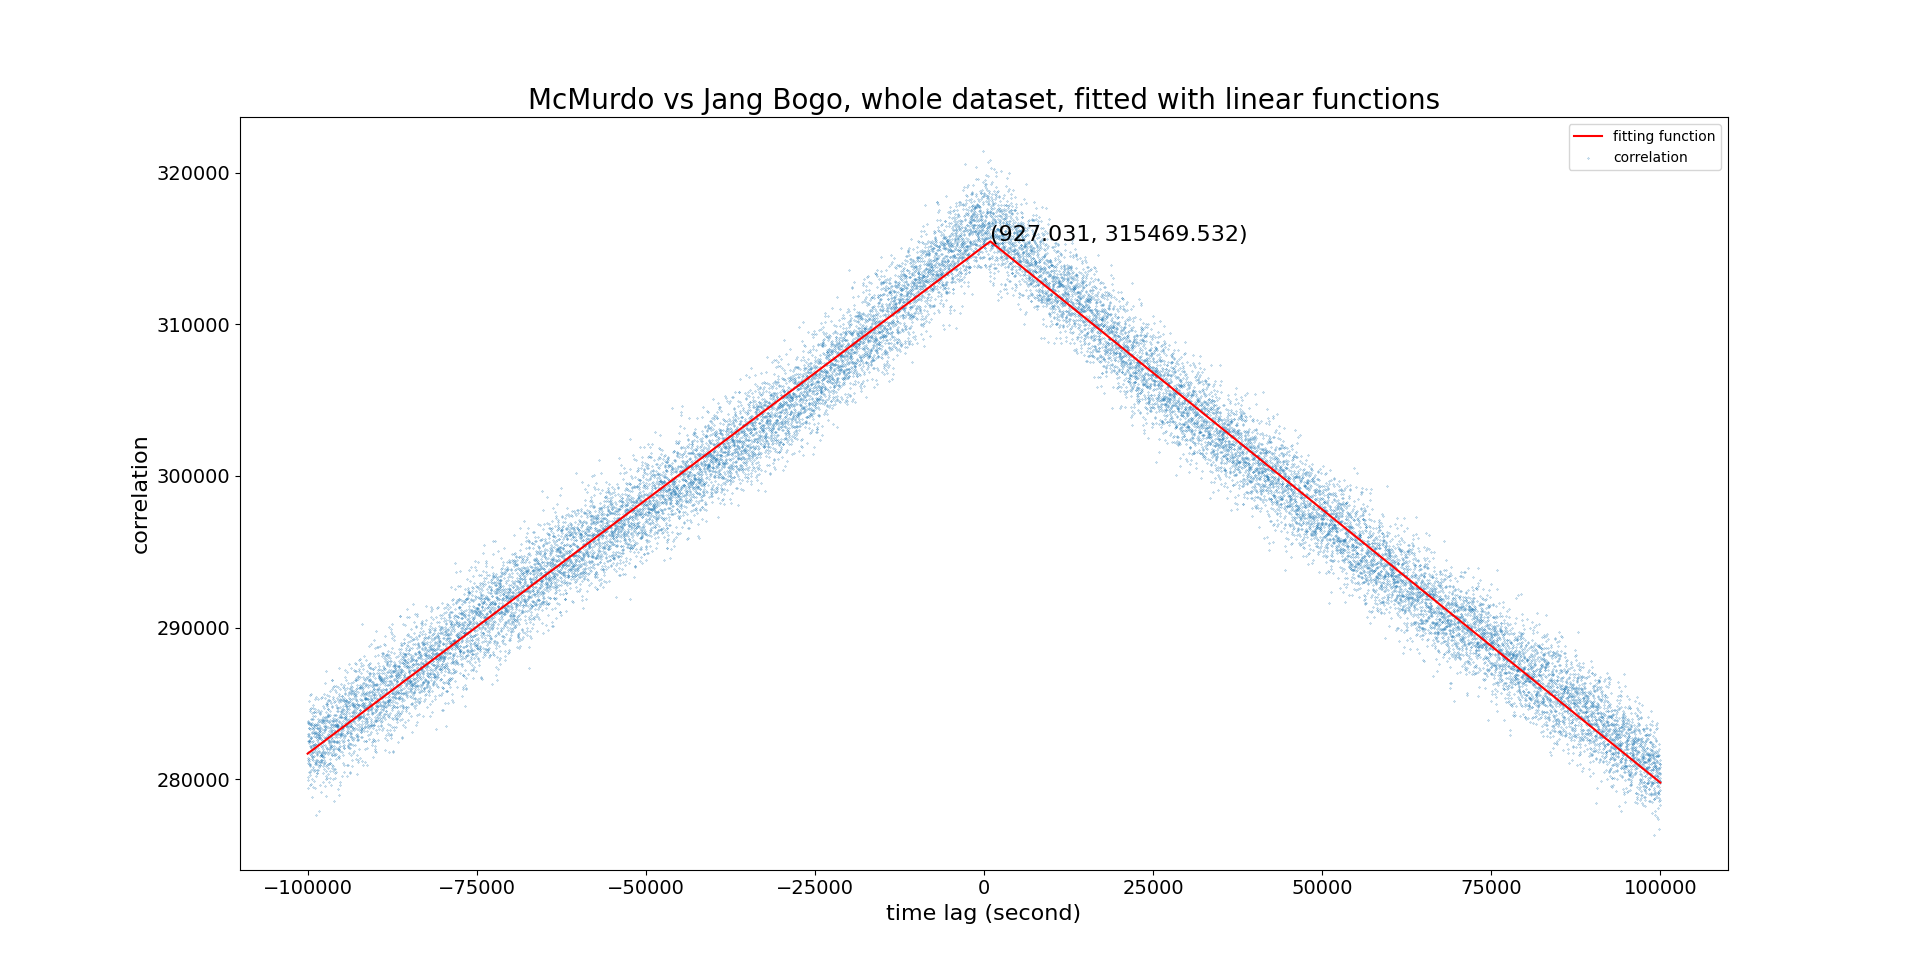 McMurdo vs Jang Bogo, whole dataset, fitted with linear functions
fitting function
correlation
320000
(927.031, 315469.532)
310000
300000
correlation
290000
280000
−100000 −75000 −50000 −25000 0 25000 50000 75000 100000
time lag (second)